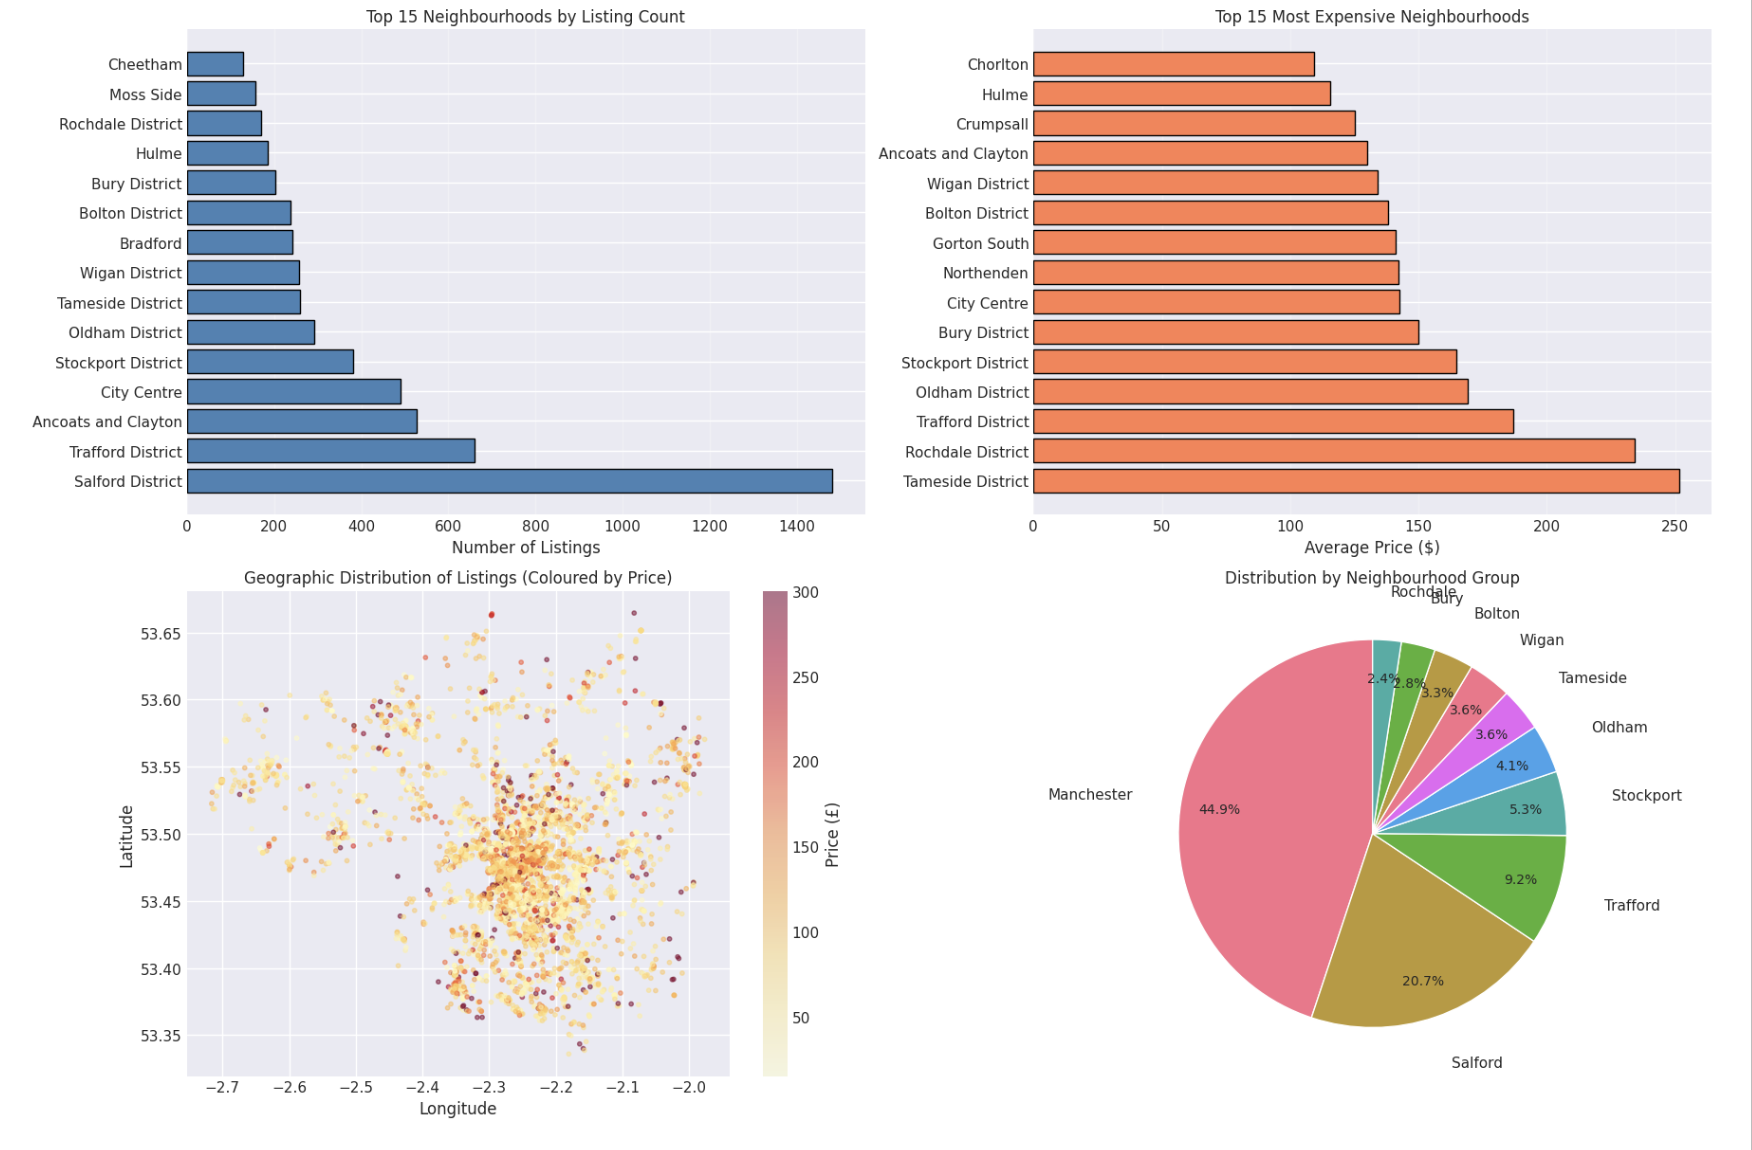 Top 15 Neighbourhoods by Listing Count
Cheetham
Moss Side
Rochdale District
Hulme
Bury District
Bolton District
Bradford
Wigan District
Tameside District
Oldham District
Stockport District
City Centre
Ancoats and Clayton
Trafford District
Salford District
0 200 400 600 800 1000 1200 1400
Number of Listings
Top 15 Most Expensive Neighbourhoods
Chorlton
Hulme
Crumpsall
Ancoats and Clayton
Wigan District
Bolton District
Gorton South
Northenden
City Centre
Bury District
Stockport District
Oldham District
Trafford District
Rochdale District
Tameside District
0 50 100 150 200 250
Average Price ($)
Geographic Distribution of Listings (Coloured by Price)
53.65
53.60
53.55
53.50
53.45
53.40
53.35
Latitude
−2.7 −2.6 −2.5 −2.4 −2.3 −2.2 −2.1 −2.0
Longitude
300
250
200
150
100
50
Price (£)
Distribution by Neighbourhood Group
Rochdale
Bury
Bolton
Wigan
Tameside
Oldham
Stockport
Trafford
Salford
Manchester
2.4%
2.8%
3.3%
3.6%
3.6%
4.1%
5.3%
9.2%
20.7%
44.9%